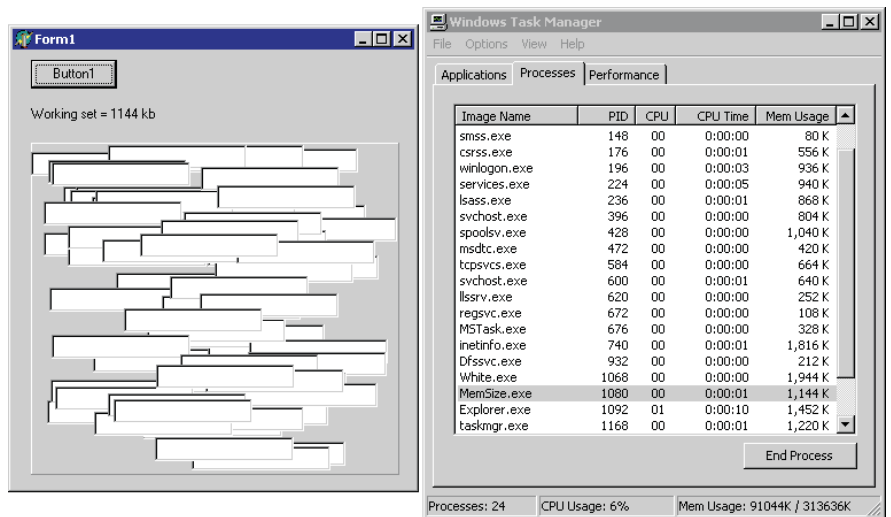 Form1
Button1
Working set = 1144 kb
Windows Task Manager
File Options View Help
Applications Processes Performance
Image Name PID CPU CPU Time Mem Usage
smss.exe 148 00 0:00:00 80 K
csrss.exe 176 00 0:00:01 556 K
winlogon.exe 196 00 0:00:03 936 K
services.exe 224 00 0:00:05 940 K
lsass.exe 236 00 0:00:01 868 K
svchost.exe 396 00 0:00:00 804 K
spoolsv.exe 428 00 0:00:00 1,040 K
msdtc.exe 472 00 0:00:00 420 K
tcpsvcs.exe 584 00 0:00:00 664 K
svchost.exe 600 00 0:00:01 640 K
llssrv.exe 620 00 0:00:00 252 K
regsvc.exe 672 00 0:00:00 108 K
MSTask.exe 676 00 0:00:00 328 K
inetinfo.exe 740 00 0:00:01 1,816 K
Dfssvc.exe 932 00 0:00:00 212 K
White.exe 1068 00 0:00:00 1,944 K
MemSize.exe 1080 00 0:00:01 1,144 K
Explorer.exe 1092 01 0:00:10 1,452 K
taskmgr.exe 1168 00 0:00:01 1,220 K
End Process
Processes: 24 CPU Usage: 6% Mem Usage: 91044K / 313636K